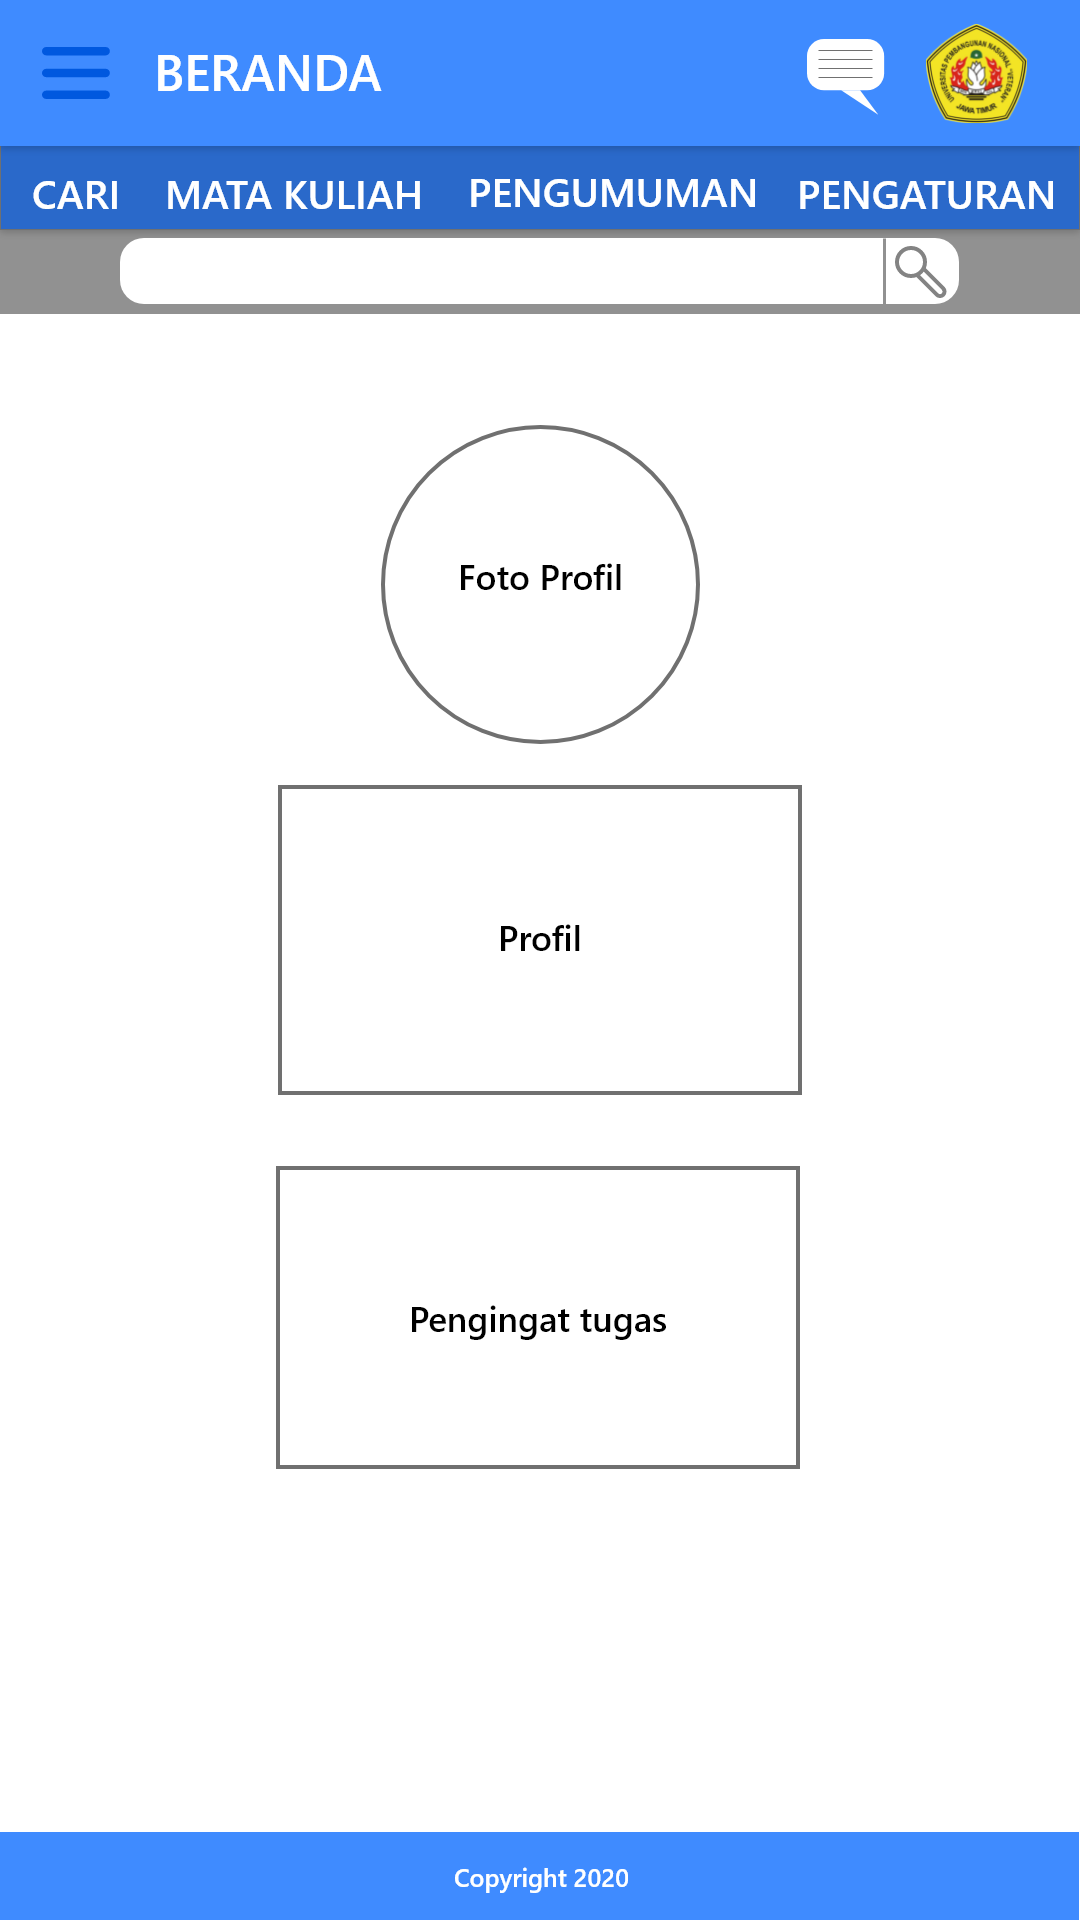 BERANDA
UNIVERSITAS PEMBANGUNAN NASIONAL "VETERAN"
JAWA TIMUR
CARI MATA KULIAH PENGUMUMAN PENGATURAN
Foto Profil
Profil
Pengingat tugas
Copyright 2020